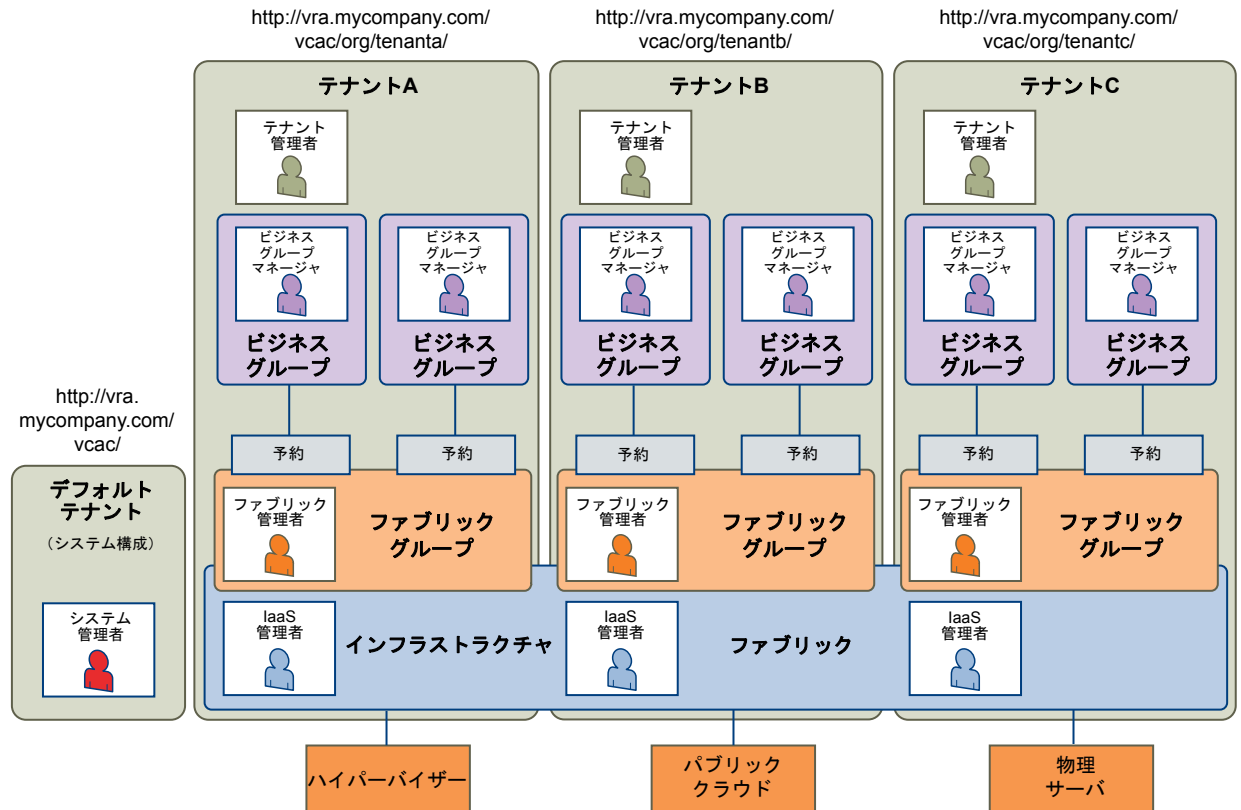 http://vra.mycompany.com/
vcac/org/tenanta/
http://vra.mycompany.com/
vcac/org/tenantb/
http://vra.mycompany.com/
vcac/org/tenantc/
テナントA
テナントB
テナントC
テナント
管理者
テナント
管理者
テナント
管理者
ビジネス
グループ
マネージャ
ビジネス
グループ
マネージャ
ビジネス
グループ
マネージャ
ビジネス
グループ
マネージャ
ビジネス
グループ
マネージャ
ビジネス
グループ
マネージャ
ビジネス
グループ
ビジネス
グループ
ビジネス
グループ
ビジネス
グループ
ビジネス
グループ
ビジネス
グループ
http://vra.
mycompany.com/
vcac/
予約
予約
予約
予約
予約
予約
デフォルト
テナント
（システム構成）
システム
管理者
ファブリック
管理者
ファブリック
グループ
ファブリック
管理者
ファブリック
グループ
ファブリック
管理者
ファブリック
グループ
IaaS
管理者
インフラストラクチャ
IaaS
管理者
ファブリック
IaaS
管理者
ハイパーバイザー
パブリック
クラウド
物理
サーバ